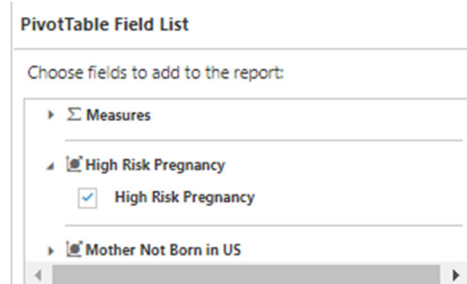 PivotTable Field List
Choose fields to add to the report:
Σ Measures
High Risk Pregnancy
High Risk Pregnancy
Mother Not Born in US